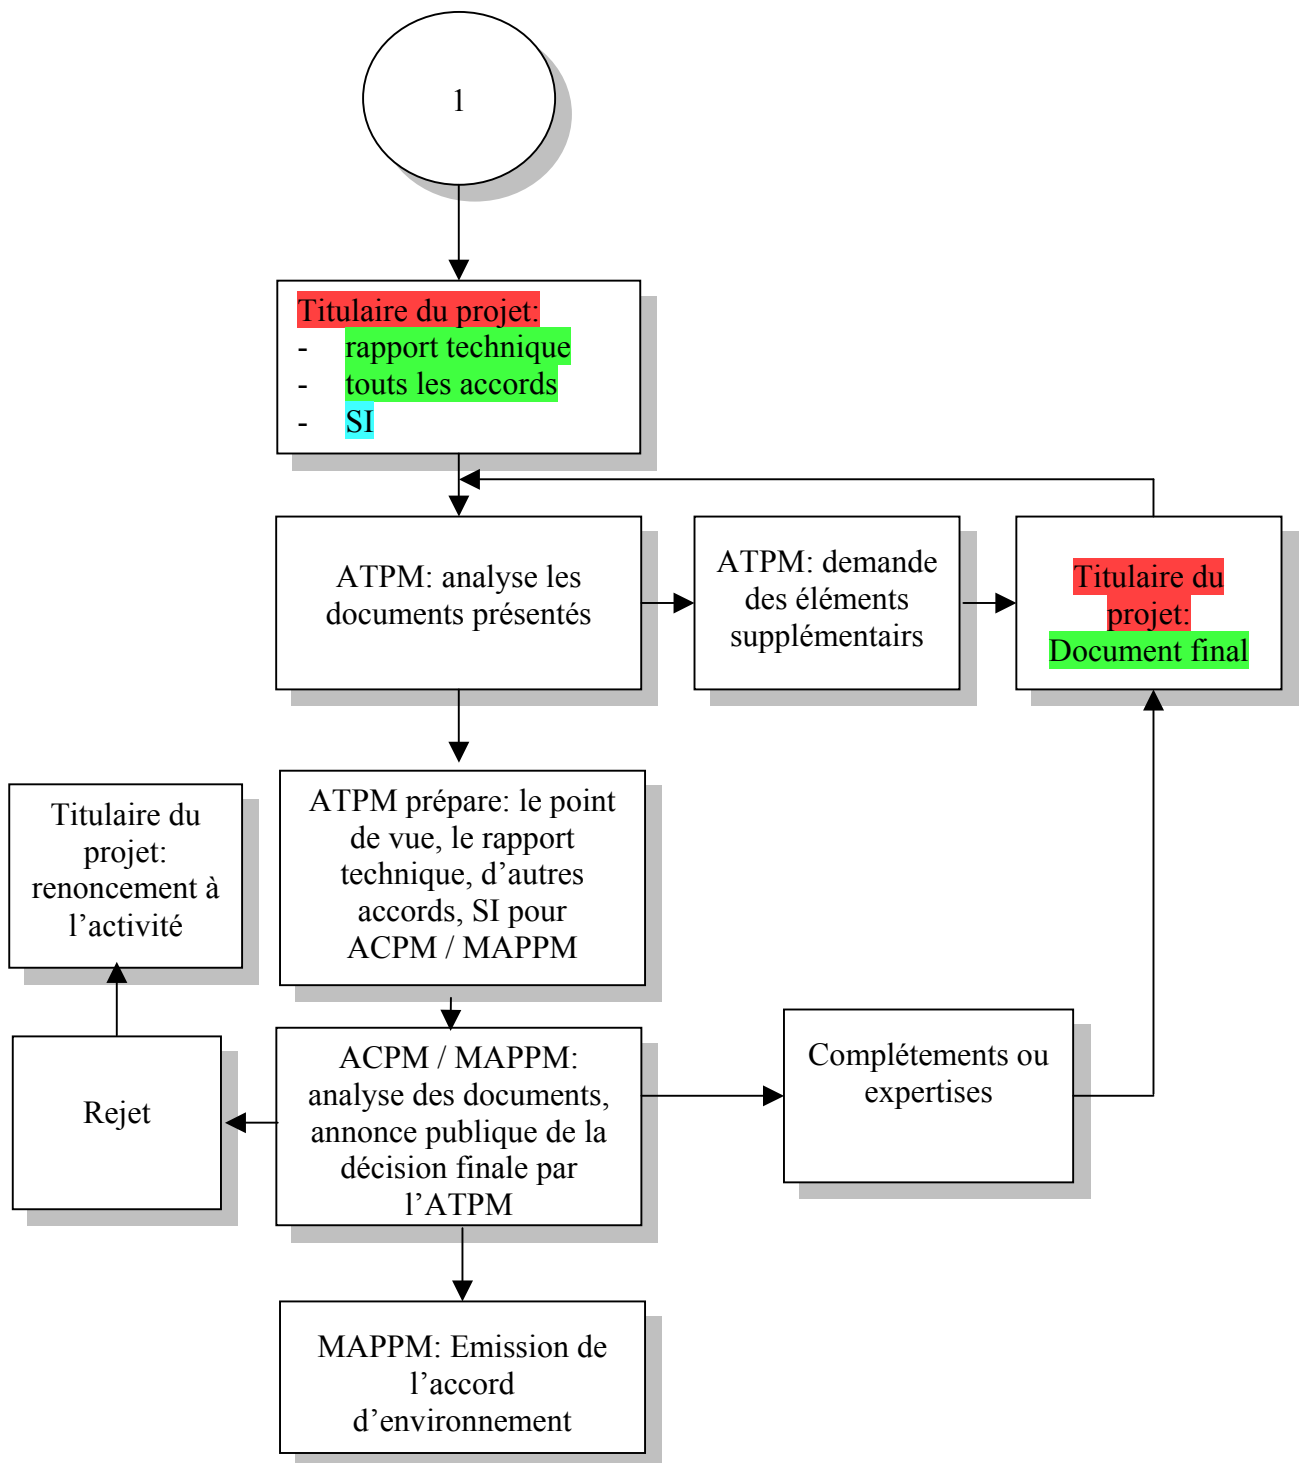 1
Titulaire du projet:
- rapport technique
- touts les accords
- SI
ATPM: analyse les
documents présentés
ATPM: demande
des éléments
supplémentairs
Titulaire du
projet:
Document final
Titulaire du
projet:
renoncement à
l’activité
ATPM prépare: le point
de vue, le rapport
technique, d’autres
accords, SI pour
ACPM / MAPPM
Rejet
ACPM / MAPPM:
analyse des documents,
annonce publique de la
décision finale par
l’ATPM
Complétements ou
expertises
MAPPM: Emission de
l’accord
d’environnement